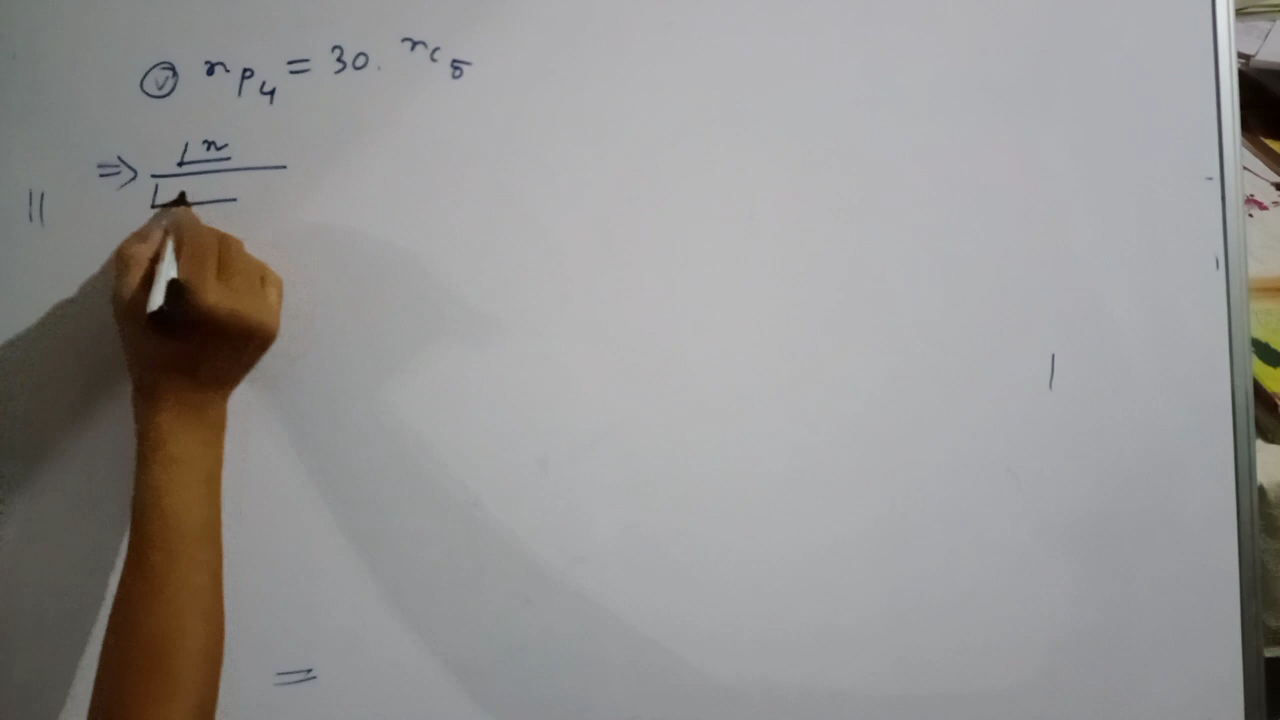 (v) nP4 = 30. nC5
=> ∟n
∟
=